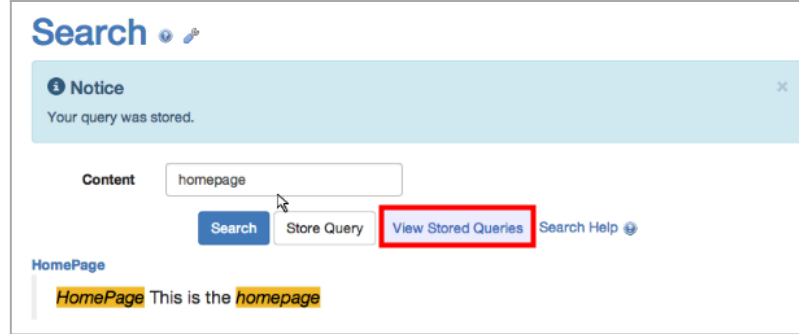 Search
Notice
×
Your query was stored.
Content homepage
Search Store Query View Stored Queries Search Help
HomePage
HomePage This is the homepage